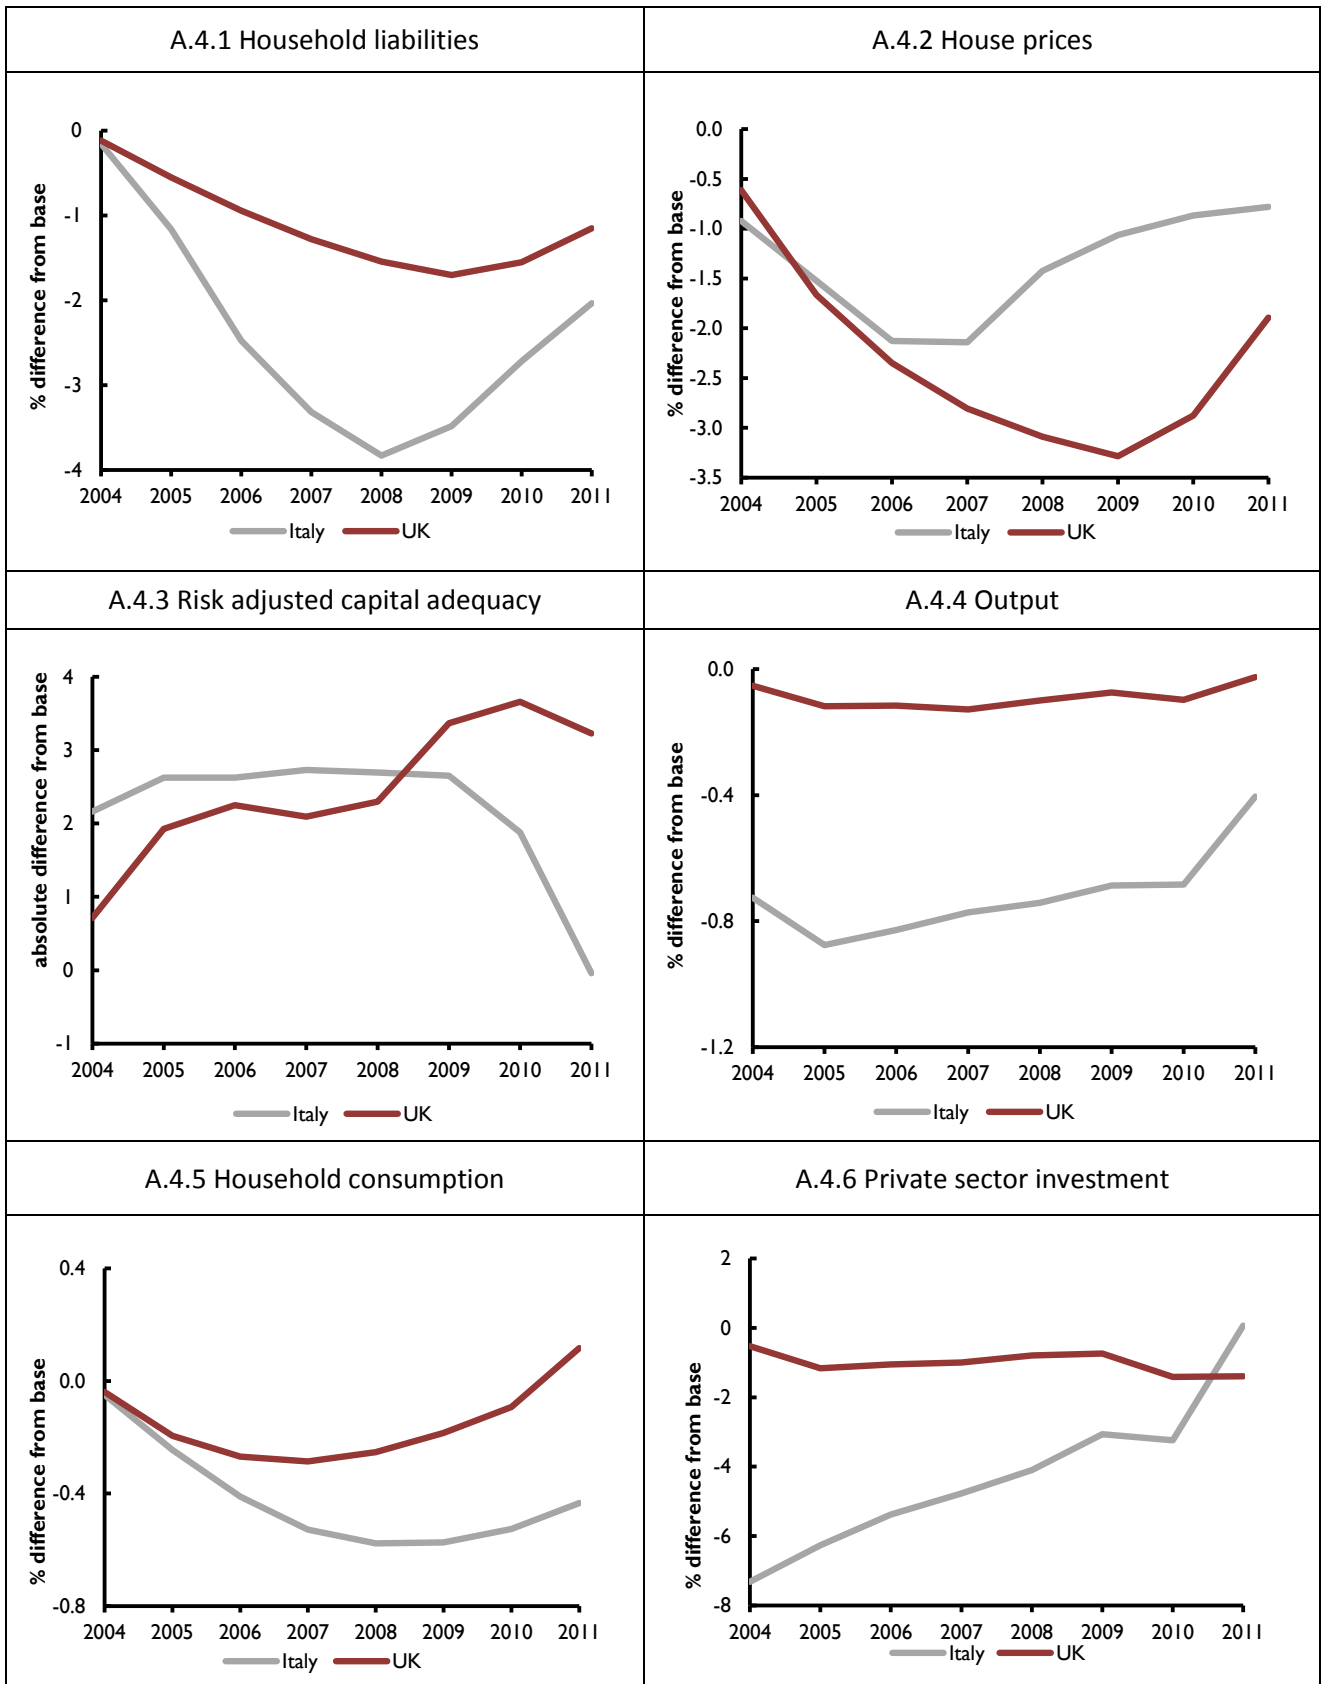 A.4.1 Household liabilities
A.4.2 House prices
% difference from base
0
-1
-2
-3
-4
2004 2005 2006 2007 2008 2009 2010 2011
Italy UK
% difference from base
0.0
-0.5
-1.0
-1.5
-2.0
-2.5
-3.0
-3.5
2004 2005 2006 2007 2008 2009 2010 2011
Italy UK
A.4.3 Risk adjusted capital adequacy
A.4.4 Output
absolute difference from base
4
3
2
1
0
-1
2004 2005 2006 2007 2008 2009 2010 2011
Italy UK
% difference from base
0.0
-0.4
-0.8
-1.2
2004 2005 2006 2007 2008 2009 2010 2011
Italy UK
A.4.5 Household consumption
A.4.6 Private sector investment
% difference from base
0.4
0.0
-0.4
-0.8
2004 2005 2006 2007 2008 2009 2010 2011
Italy UK
% difference from base
2
0
-2
-4
-6
-8
2004 2005 2006 2007 2008 2009 2010 2011
Italy UK